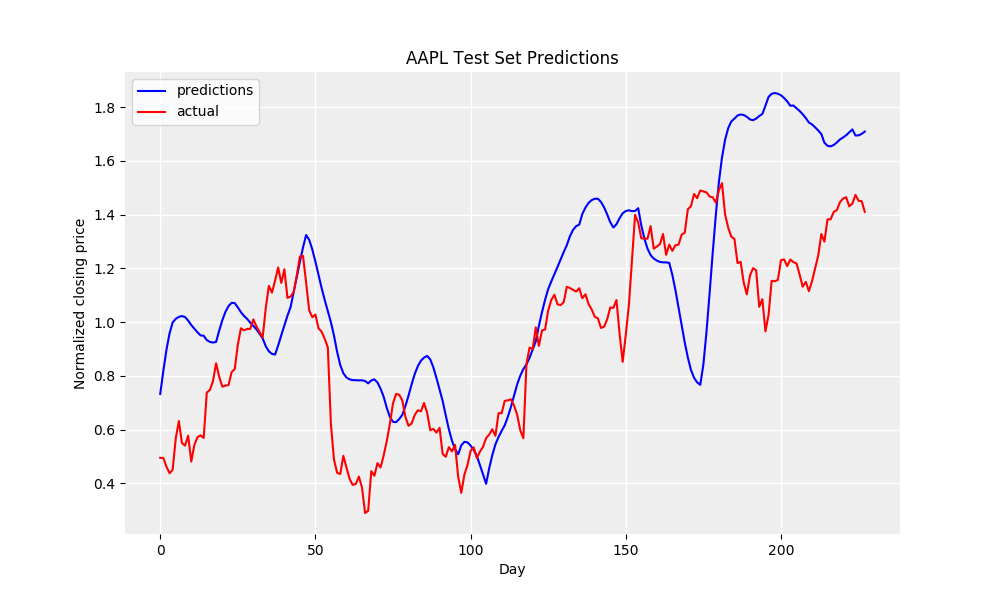 AAPL Test Set Predictions
predictions
actual
1.8
1.6
1.4
1.2
1.0
0.8
0.6
0.4
Normalized closing price
0 50 100 150 200
Day